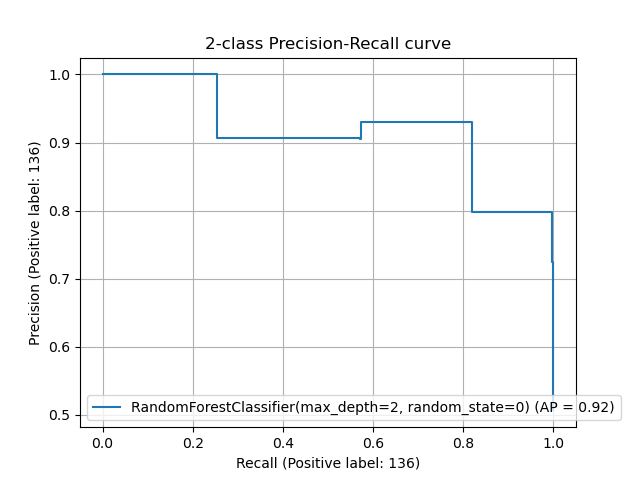 2-class Precision-Recall curve
1.0
0.9
0.8
0.7
0.6
0.5
Precision (Positive label: 136)
RandomForestClassifier(max_depth=2, random_state=0) (AP = 0.92)
0.0 0.2 0.4 0.6 0.8 1.0
Recall (Positive label: 136)